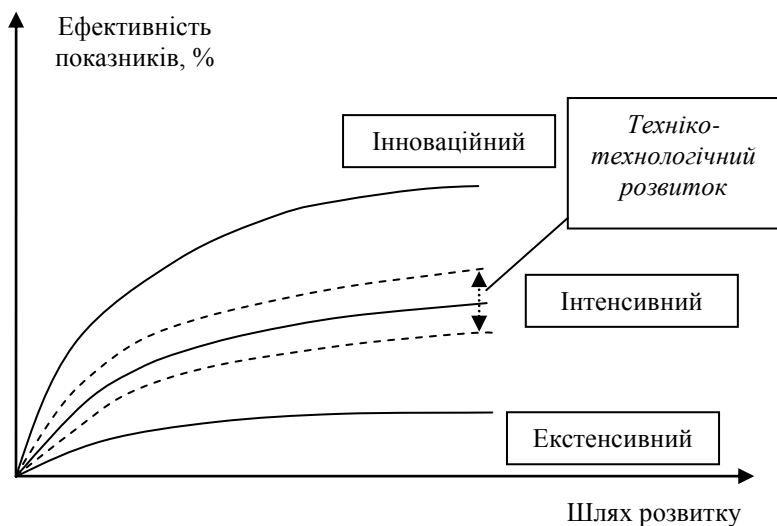 Ефективність
показників, %
Інноваційний
Техніко-
технологічний
розвиток
Інтенсивний
Екстенсивний
Шлях розвитку